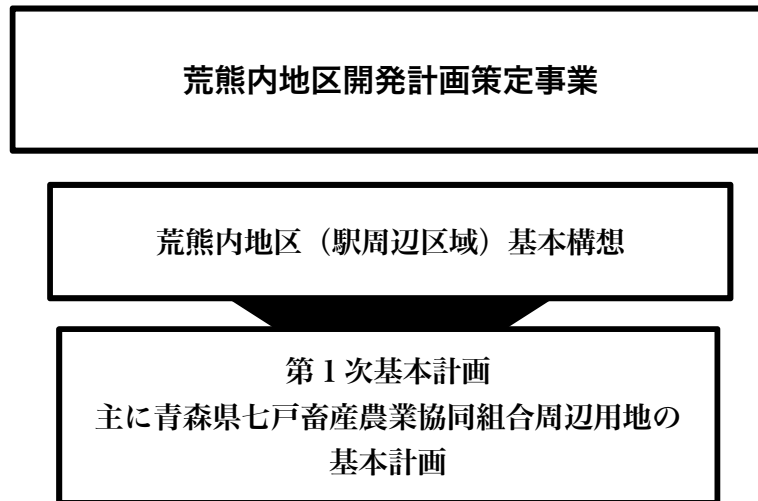 荒熊内地区開発計画策定事業
荒熊内地区（駅周辺区域）基本構想
第１次基本計画
主に青森県七戸畜産農業協同組合周辺用地の
基本計画